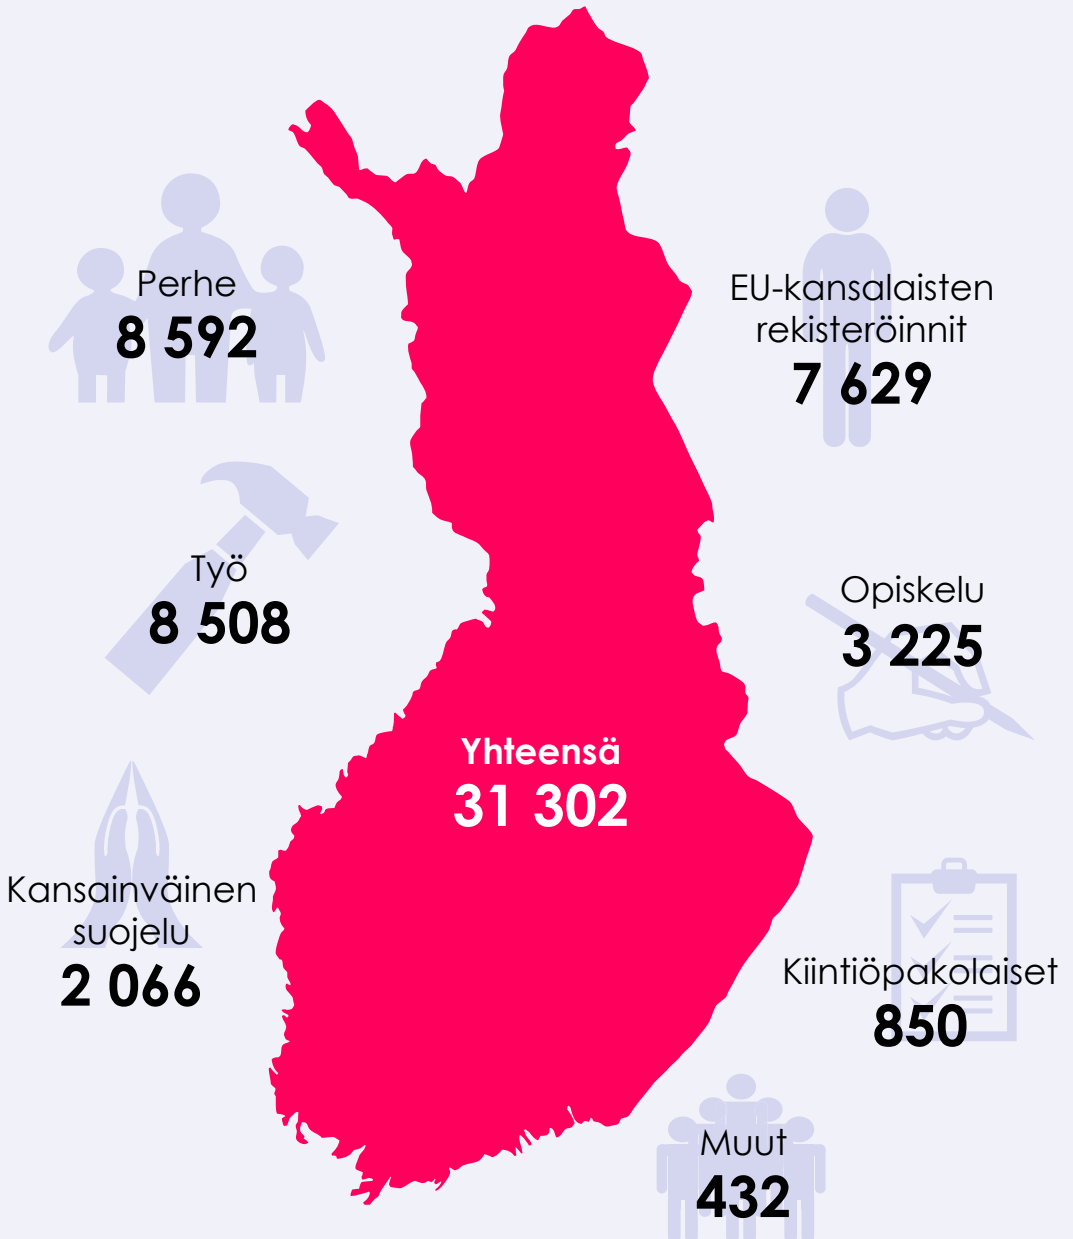 Perhe
8 592
EU-kansalaisten
rekisteröinnit
7 629
Työ
8 508
Opiskelu
3 225
Yhteensä
31 302
Kansainväinen
suojelu
2 066
Kiintiöpakolaiset
850
Muut
432